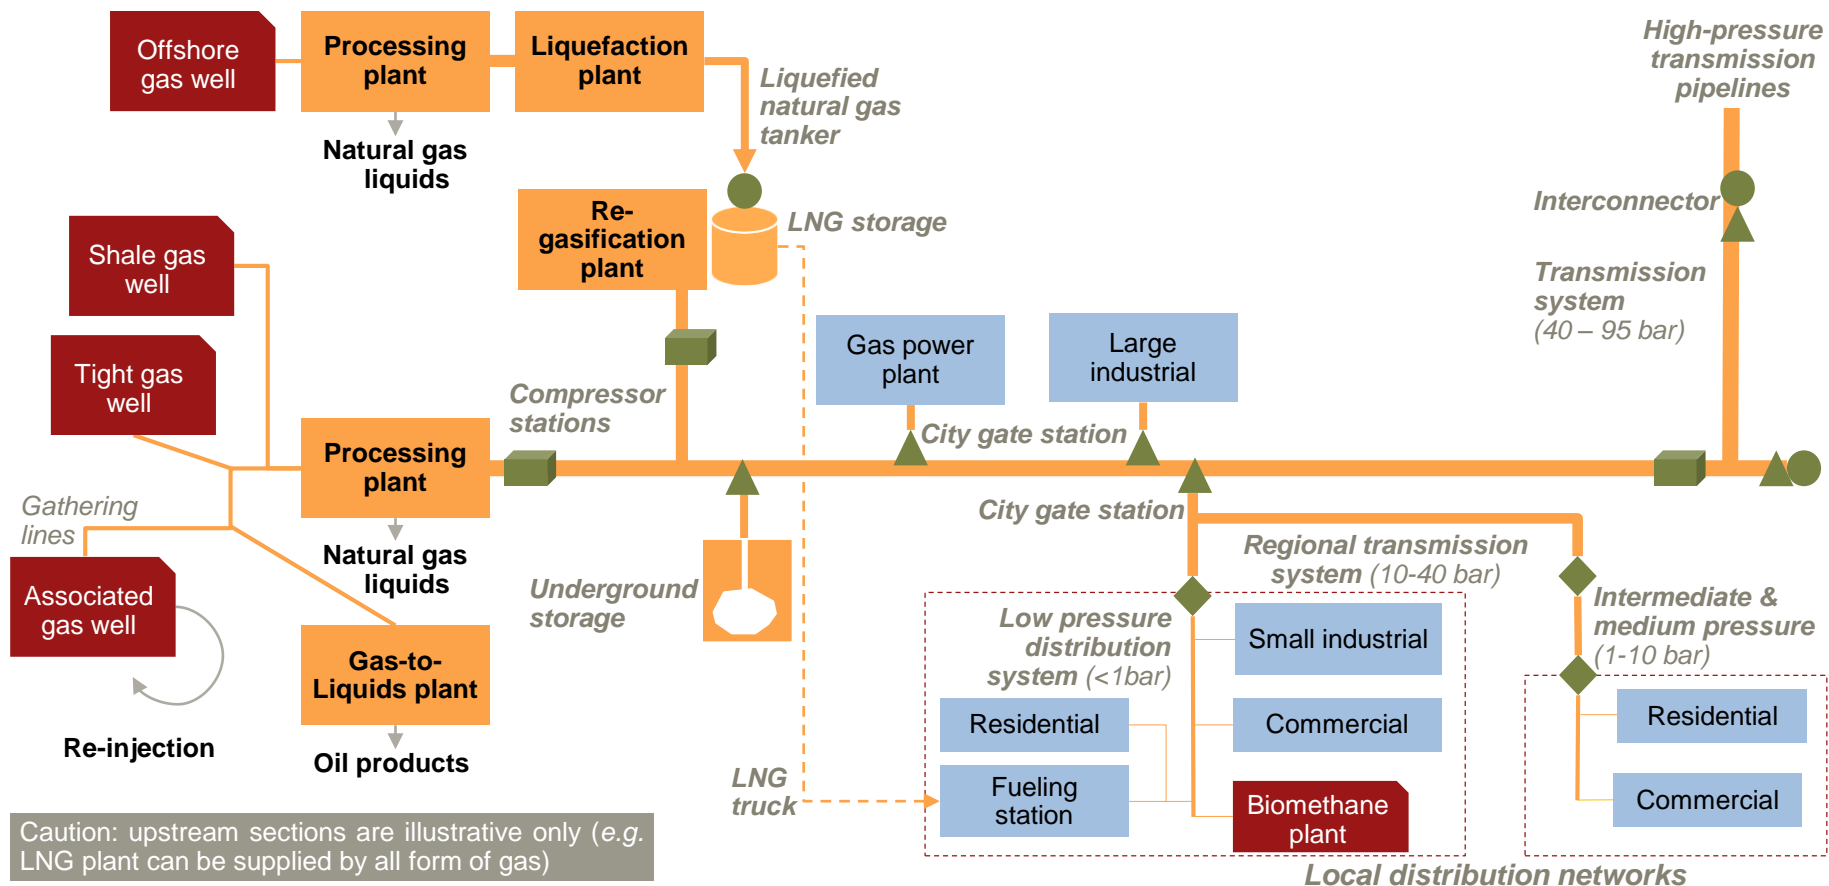 Offshore
gas well
Processing
plant
Liquefaction
plant
Natural gas
liquids
Liquefied
natural gas
tanker
High-pressure
transmission
pipelines
Re-
gasification
plant
LNG storage
Interconnector
Shale gas
well
Transmission
system
(40 – 95 bar)
Tight gas
well
Gas power
plant
Large
industrial
Compressor
stations
City gate station
Processing
plant
Gathering
lines
City gate station
Natural gas
liquids
Regional transmission
system (10-40 bar)
Associated
gas well
Underground
storage
Intermediate &
medium pressure
(1-10 bar)
Low pressure
distribution
system (<1bar)
Small industrial
Gas-to-
Liquids plant
Residential
Commercial
Residential
Re-injection
Oil products
LNG
truck
Fueling
station
Biomethane
plant
Commercial
Caution: upstream sections are illustrative only (e.g.
LNG plant can be supplied by all form of gas)
Local distribution networks